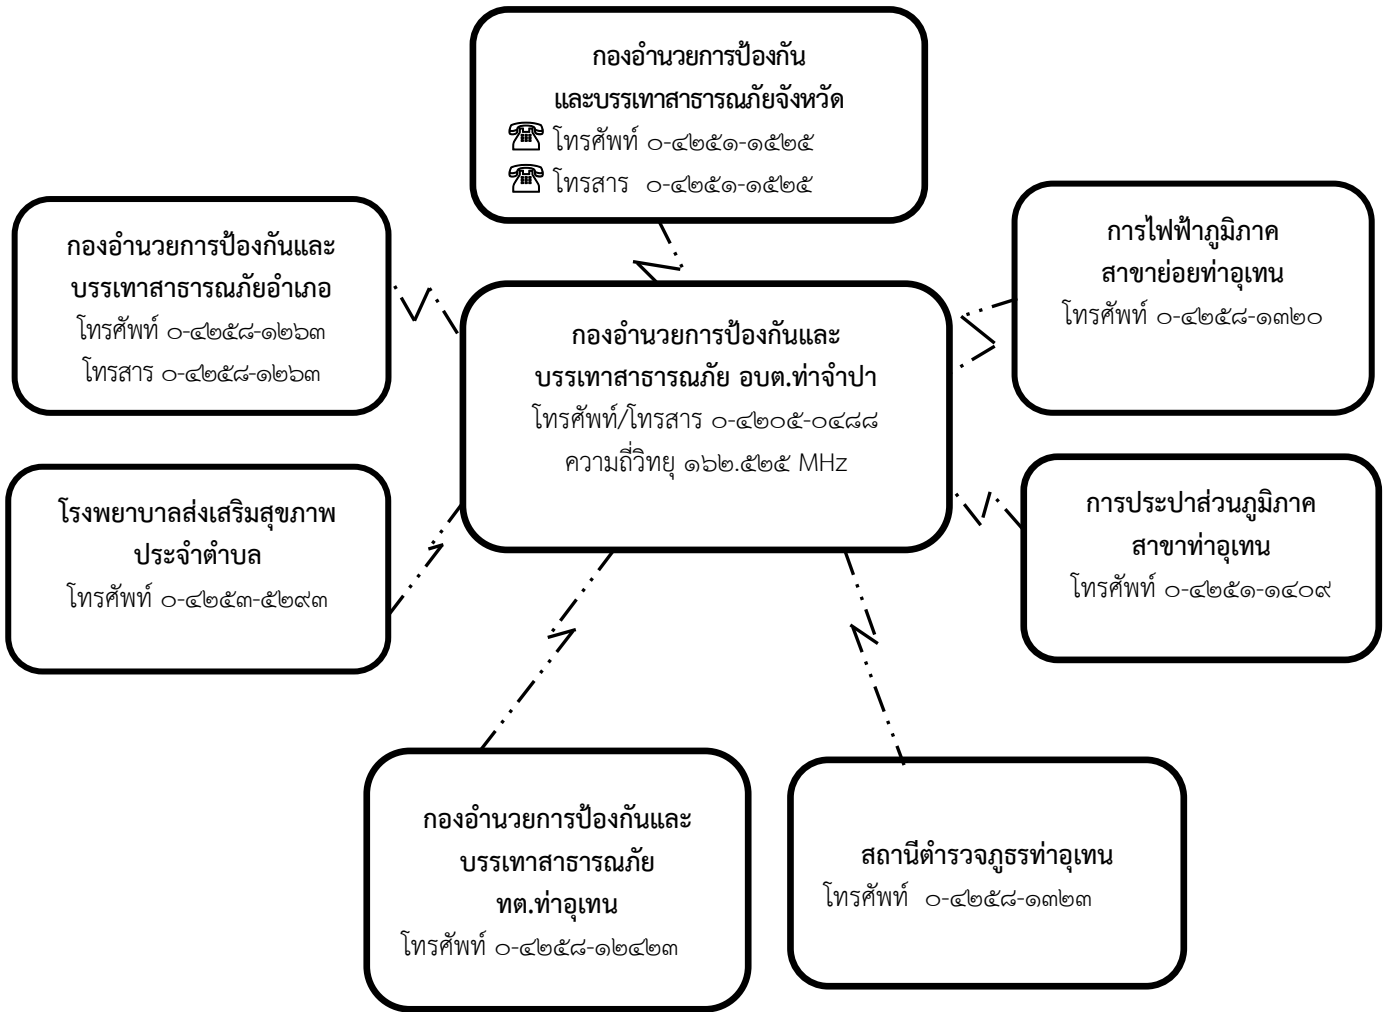 กองอำนวยการป้องกัน
และบรรเทาสาธารณภัยจังหวัด
โทรศัพท์ ๐-๔๒๕๑-๑๕๒๕
โทรสาร ๐-๔๒๕๑-๑๕๒๕
กองอำนวยการป้องกันและ
บรรเทาสาธารณภัยอำเภอ
โทรศัพท์ ๐-๔๒๕๘-๑๒๖๓
โทรสาร ๐-๔๒๕๘-๑๒๖๓
การไฟฟ้าภูมิภาค
สาขาย่อยท่าอุเทน
โทรศัพท์ ๐-๔๒๕๘-๑๓๒๐
กองอำนวยการป้องกันและ
บรรเทาสาธารณภัย อบต.ท่าจำปา
โทรศัพท์/โทรสาร ๐-๔๒๐๕-๐๔๘๘
ความถี่วิทยุ ๑๖๒.๕๒๕ MHz
โรงพยาบาลส่งเสริมสุขภาพ
ประจำตำบล
โทรศัพท์ ๐-๔๒๕๓-๕๒๙๓
การประปาส่วนภูมิภาค
สาขาท่าอุเทน
โทรศัพท์ ๐-๔๒๕๑-๑๔๐๙
กองอำนวยการป้องกันและ
บรรเทาสาธารณภัย
ทต.ท่าอุเทน
โทรศัพท์ ๐-๔๒๕๘-๑๒๔๒๓
สถานีตำรวจภูธรท่าอุเทน
โทรศัพท์ ๐-๔๒๕๘-๑๓๒๓